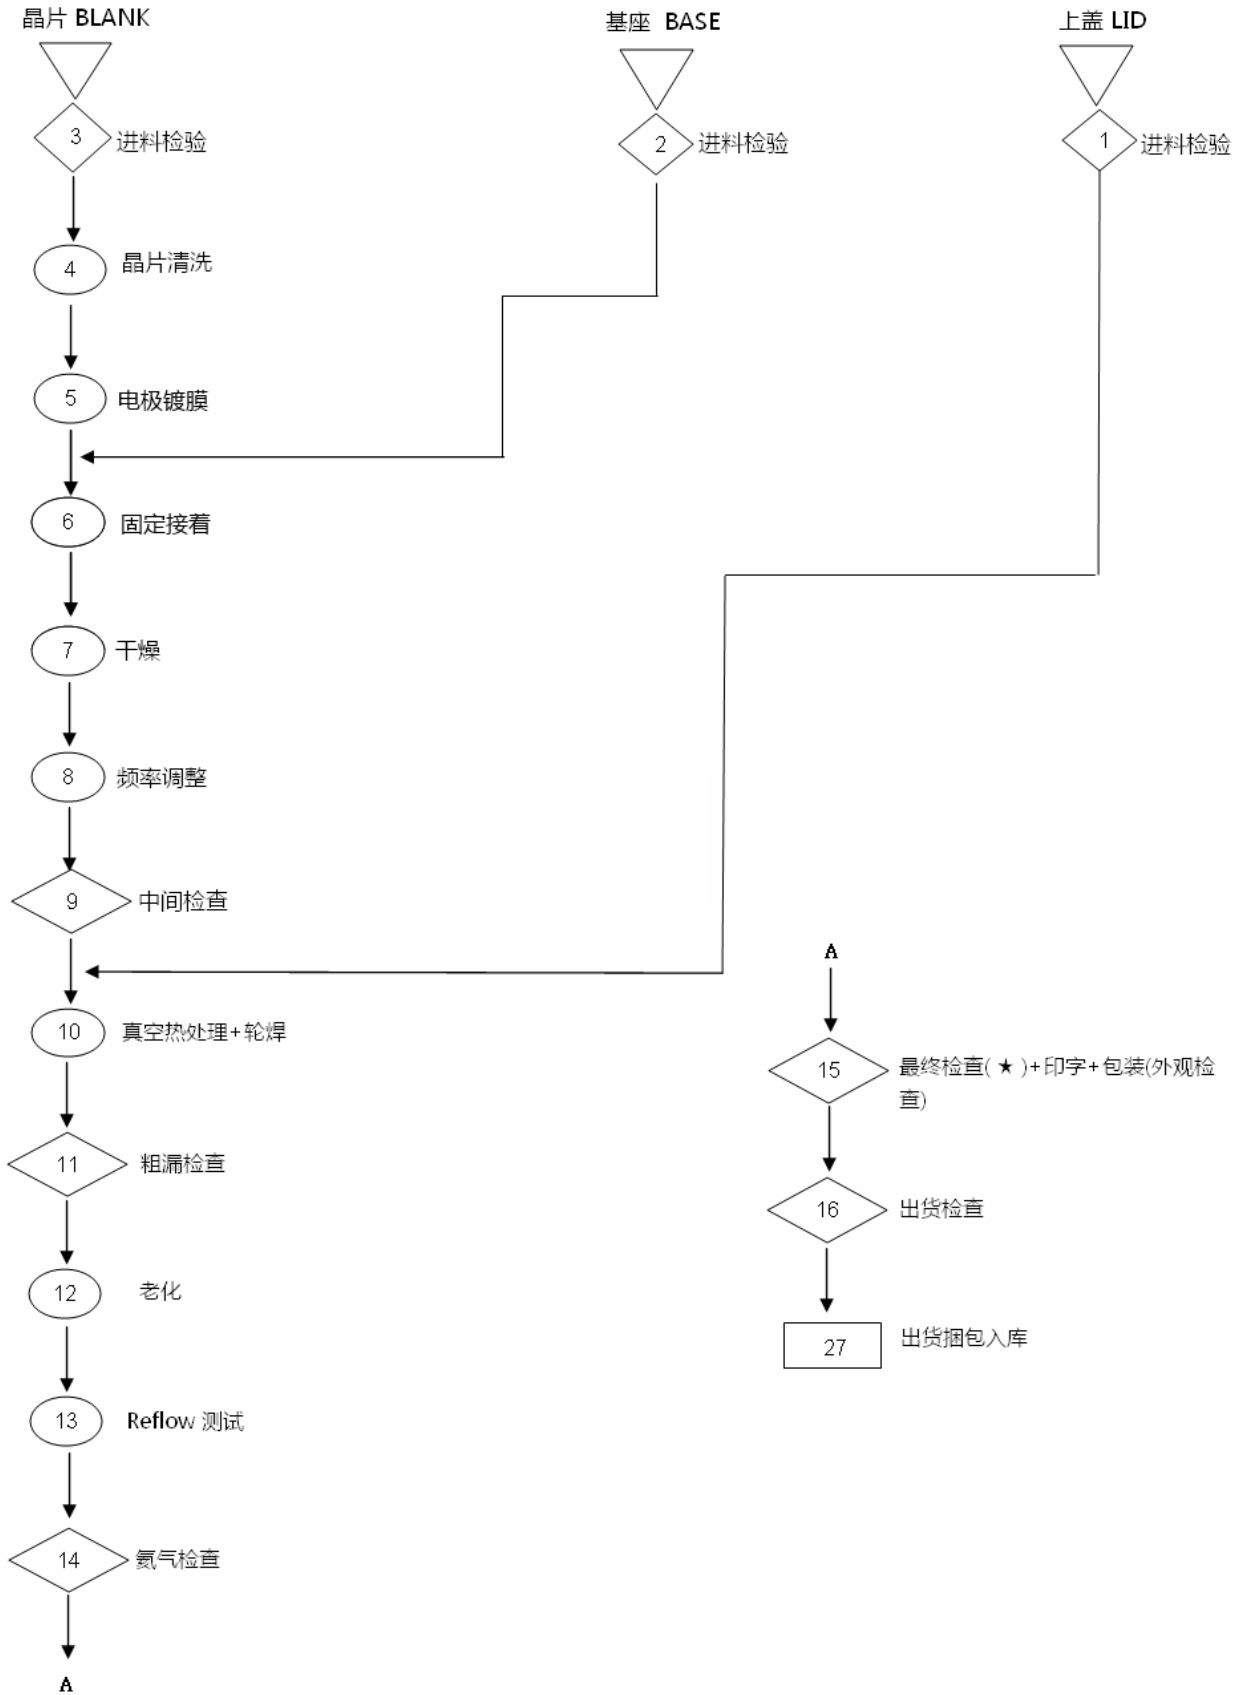 晶片 BLANK
基座 BASE
上盖 LID
3 进料检验
2 进料检验
1 进料检验
4 晶片清洗
5 电极镀膜
6 固定接着
7 干燥
8 频率调整
9 中间检查
10 真空热处理+轮焊
11 粗漏检查
12 老化
13 Reflow 测试
14 氦气检查
A
A
15 最终检查(★)+印字+包装(外观检
查)
16 出货检查
27 出货捆包入库